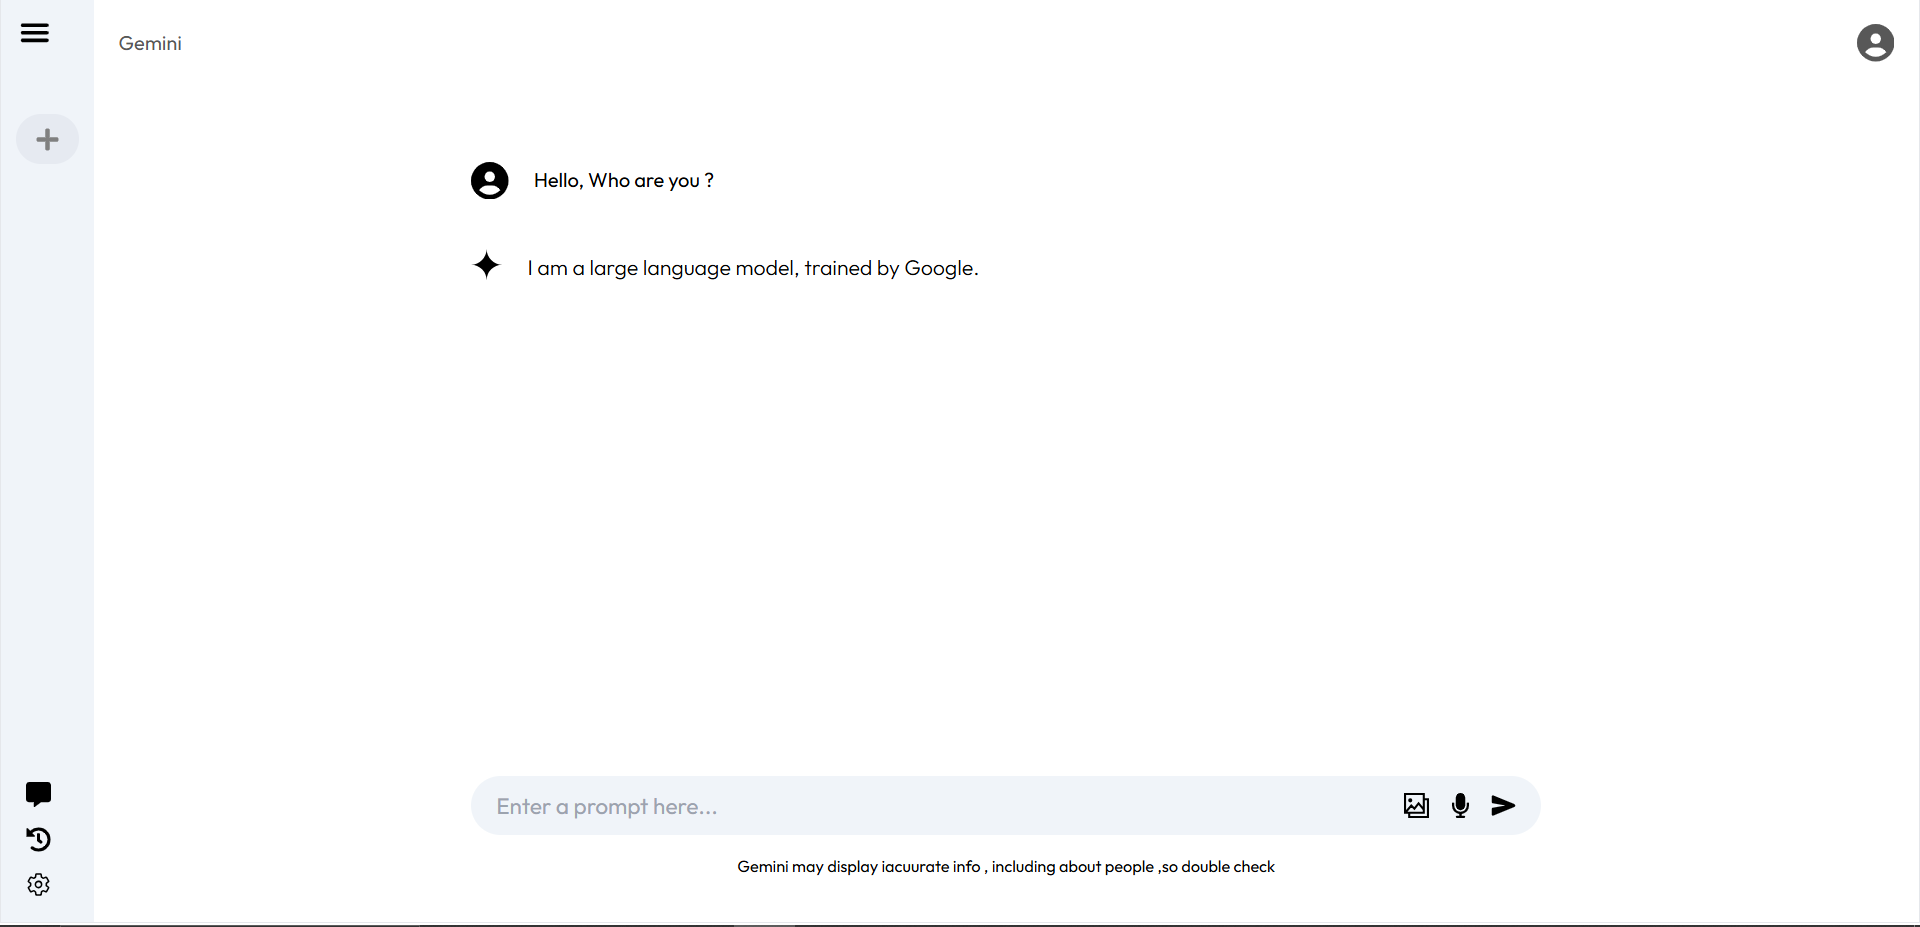 Gemini
Hello, Who are you ?
I am a large language model, trained by Google.
Enter a prompt here...
Gemini may display iacuurate info , including about people ,so double check